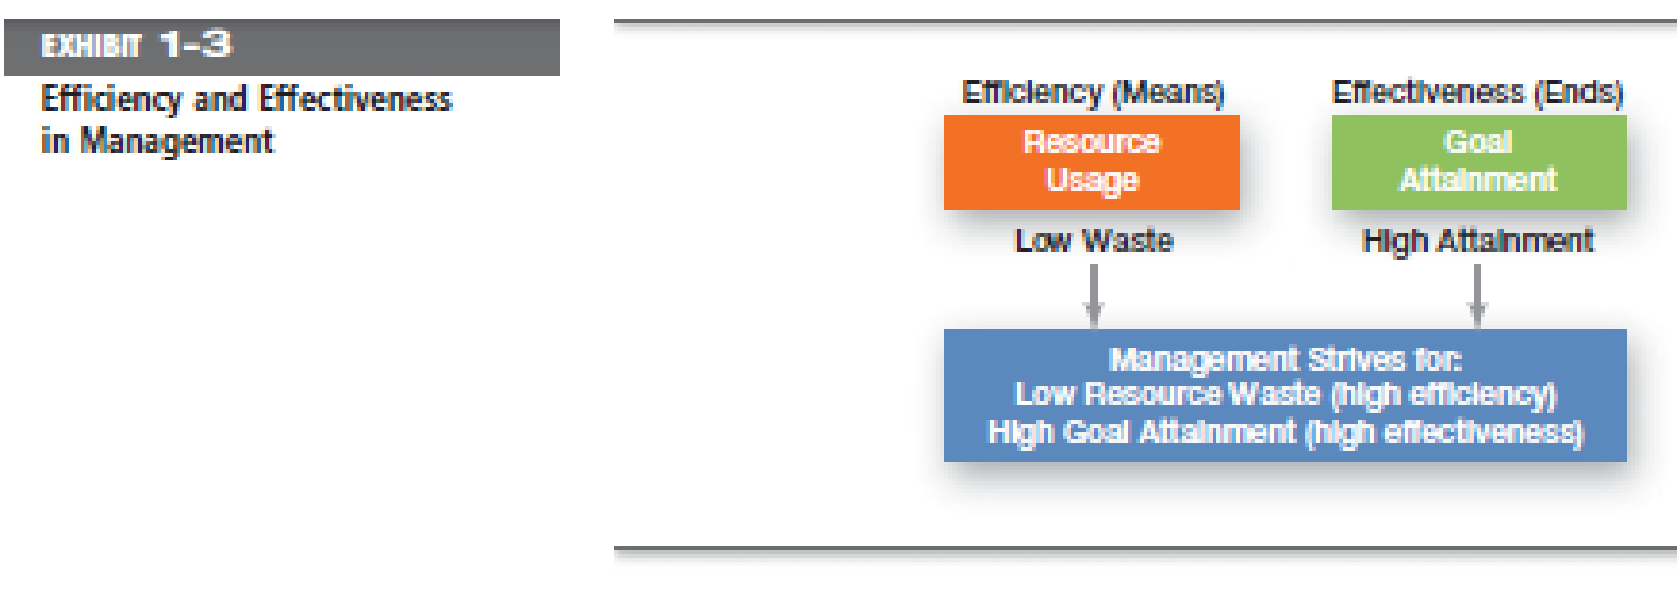 EXHIBIT 1–3
Efficiency and Effectiveness
in Management
Efficiency (Means)
Resource
Usage
Low Waste
Effectiveness (Ends)
Goal
Attainment
High Attainment
Management Strives for:
Low Resource Waste (high efficiency)
High Goal Attainment (high effectiveness)